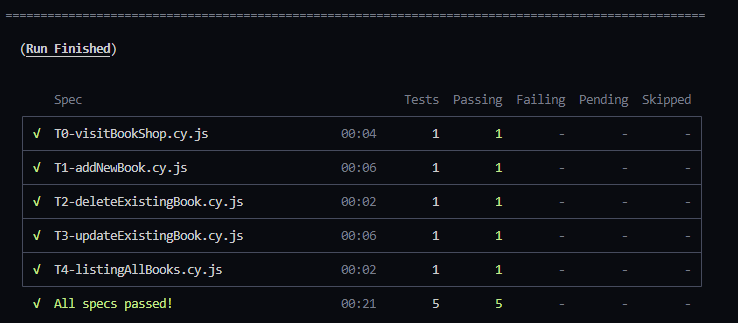 ====================================================================================================
(Run Finished)
Spec Tests Passing Failing Pending Skipped
√ T0-visitBookShop.cy.js 00:04 1 1 - - -
√ T1-addNewBook.cy.js 00:06 1 1 - - -
√ T2-deleteExistingBook.cy.js 00:02 1 1 - - -
√ T3-updateExistingBook.cy.js 00:06 1 1 - - -
√ T4-listingAllBooks.cy.js 00:02 1 1 - - -
√ All specs passed! 00:21 5 5 - - -